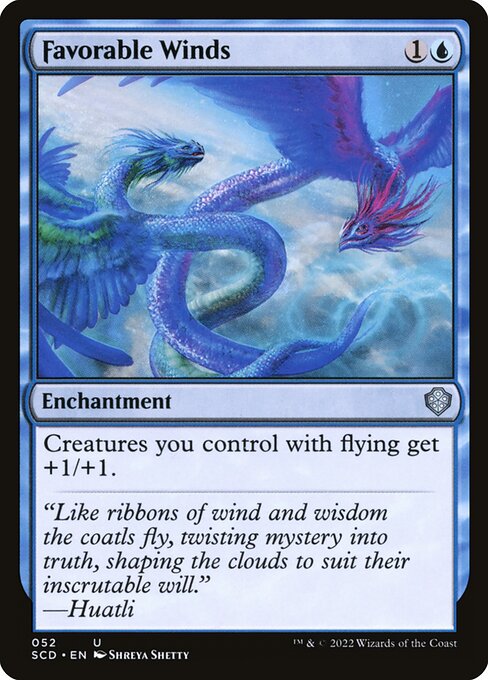 Favorable Winds 1
Enchantment
Creatures you control with flying get
+1/+1.
“Like ribbons of wind and wisdom
the coatls fly, twisting mystery into
truth, shaping the clouds to suit their
inscrutable will.”
—Huatli
052 U ™ & © 2022 Wizards of the Coast
SCD • EN Shreya Shetty